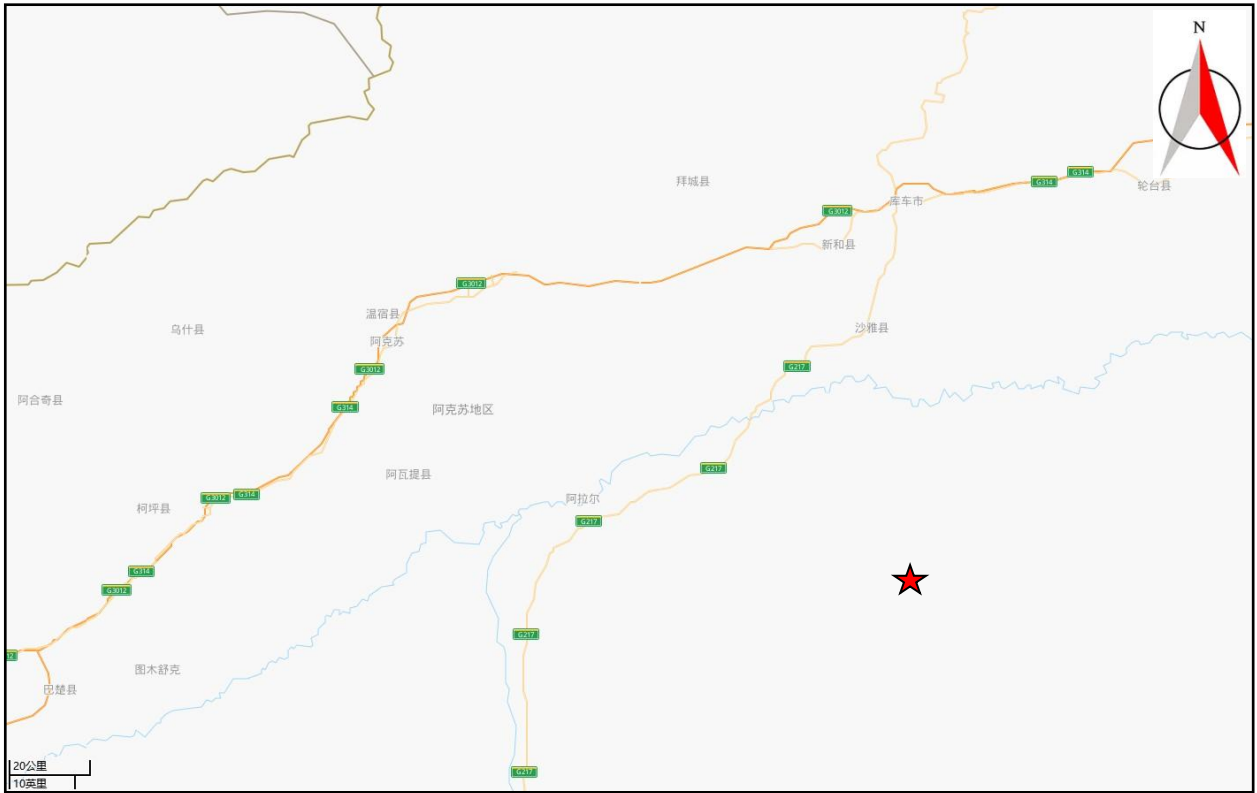 N
拜城县
G314
G314
轮台县
库车市
G3012
新和县
G3012
温宿县
沙雅县
乌什县
阿克苏
G217
G3012
阿合奇县
G314
阿克苏地区
G217
阿瓦提县
G314
G3012
阿拉尔
柯坪县
G217
G314
G3012
G217
12
图木舒克
巴楚县
20公里
G217
10英里